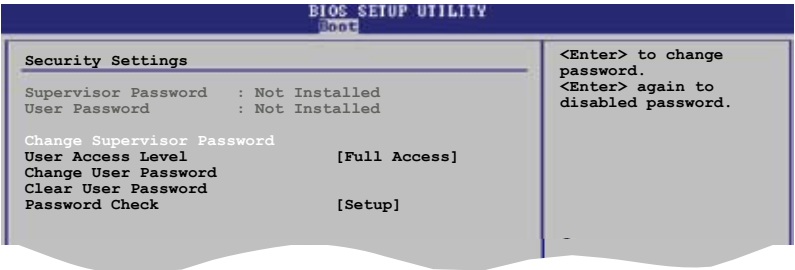 BIOS SETUP UTILITY
Boot
Security Settings
Supervisor Password : Not Installed
User Password : Not Installed
Change Supervisor Password
User Access Level [Full Access]
Change User Password
Clear User Password
Password Check [Setup]
<Enter> to change
password.
<Enter> again to
disabled password.